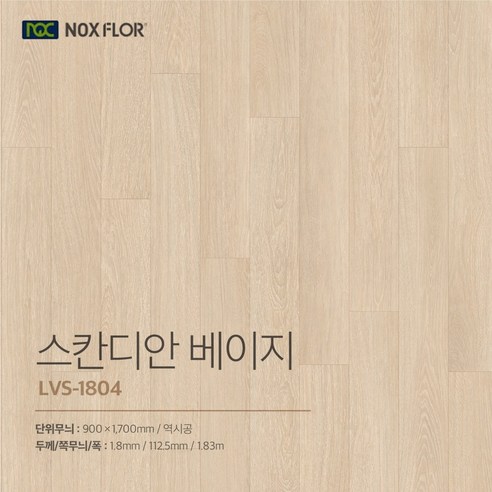 NOX NOX FLOR®
스칸디안 베이지
LVS-1804
단위무늬 : 900 × 1,700mm / 역시공
두께/쪽무늬/폭 : 1.8mm / 112.5mm / 1.83m